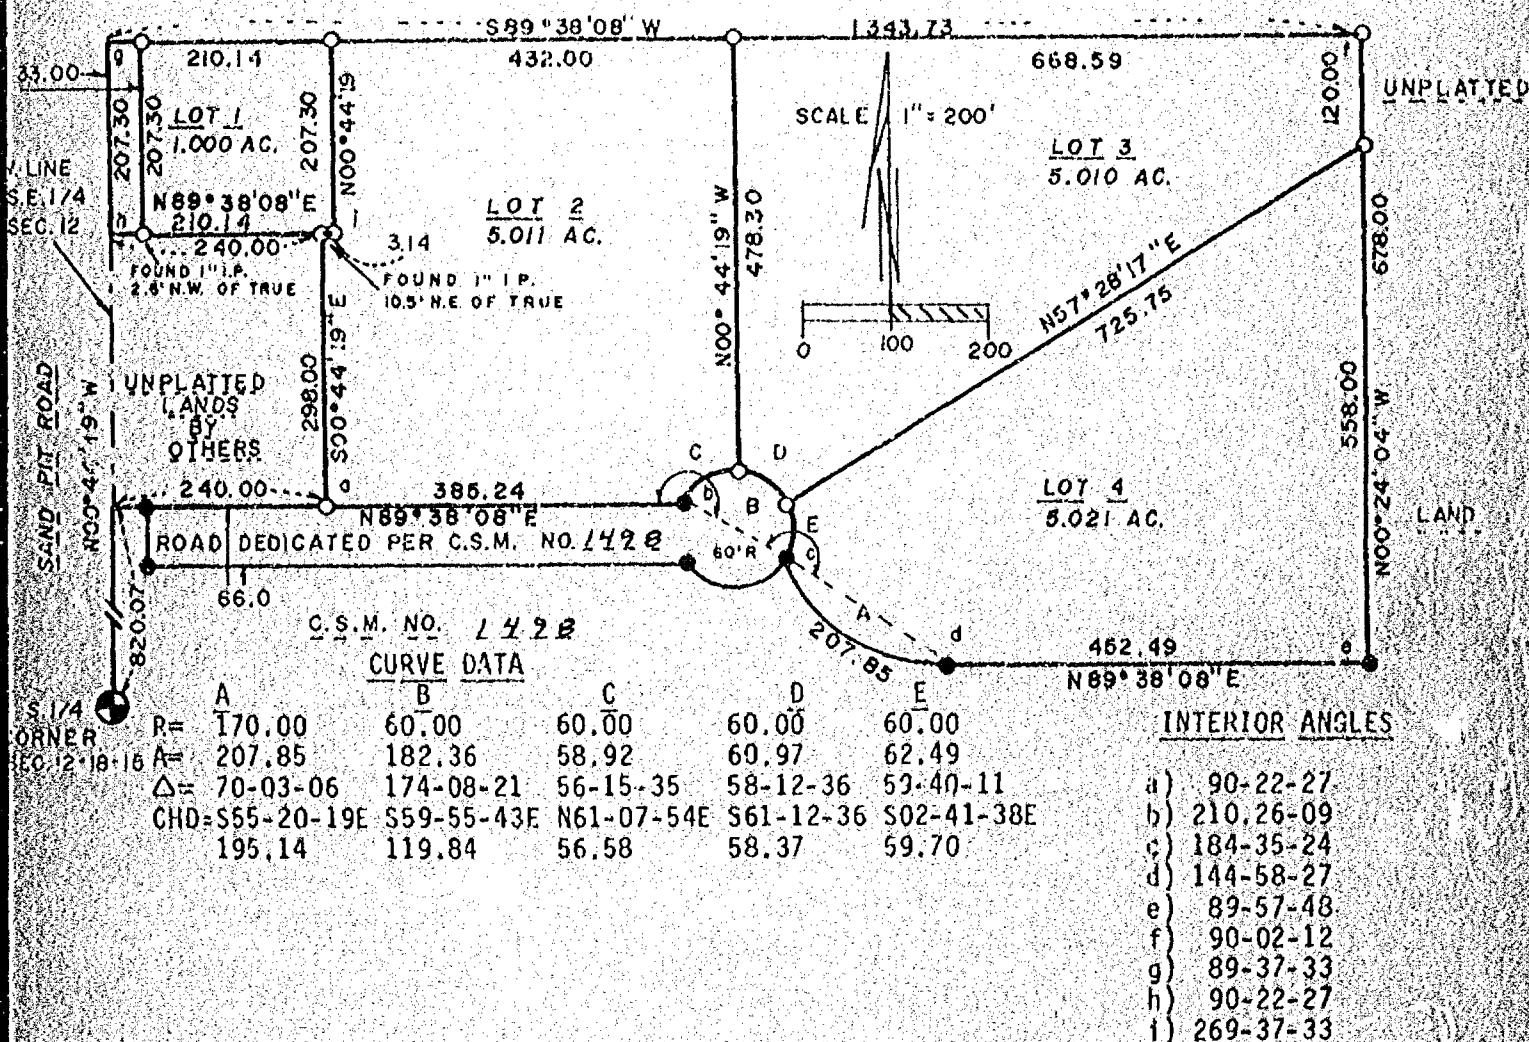 S89°38'08" W 1343.73
210.14 432.00 668.59
33.00
120.00
UNPLATTED
g
207.30
207.30
LOT 1
1.000 AC.
207.30
N00°44'19
SCALE 1" = 200'
LOT 3
5.010 AC.
LINE
S.E. 1/4
SEC. 12
h
N89°38'08"E
210.14
240.00
i
3.14
LOT 2
5.011 AC.
N00°44'19" W
478.30
FOUND 1" I.P.
2.6' N.W. OF TRUE
FOUND 1" I P.
10.5' N.E. OF TRUE
N57°28'17" E
725.75
678.00
0 100 200
298.00
S00°44'19" E
558.00
N00°24'04" W
SAND PIT ROAD
N00°44'19" W
UNPLATTED
LANDS
BY
OTHERS
240.00
a
385.24
N89°38'08"E
C D
b B
E
60'R
c
LOT 4
5.021 AC.
LAND
ROAD DEDICATED PER C.S.M. NO. 1498
66.0
820.07
A
207.85
d
452.49
N89°38'08"E
e
C.S.M. NO. 1498
CURVE DATA
S. 1/4
ORNER
SEC. 12-18-16
A B C D E
R= 170.00 60.00 60.00 60.00 60.00
A= 207.85 182.36 58.92 60.97 62.49
Δ= 70-03-06 174-08-21 56-15-35 58-12-36 59-40-11
CHD=S55-20-19E S59-55-43E N61-07-54E S61-12-36 S02-41-38E
195.14 119.84 56.58 58.37 59.70
INTERIOR ANGLES
a) 90-22-27
b) 210.26-09
c) 184-35-24
d) 144-58-27
e) 89-57-48
f) 90-02-12
g) 89-37-33
h) 90-22-27
i) 269-37-33